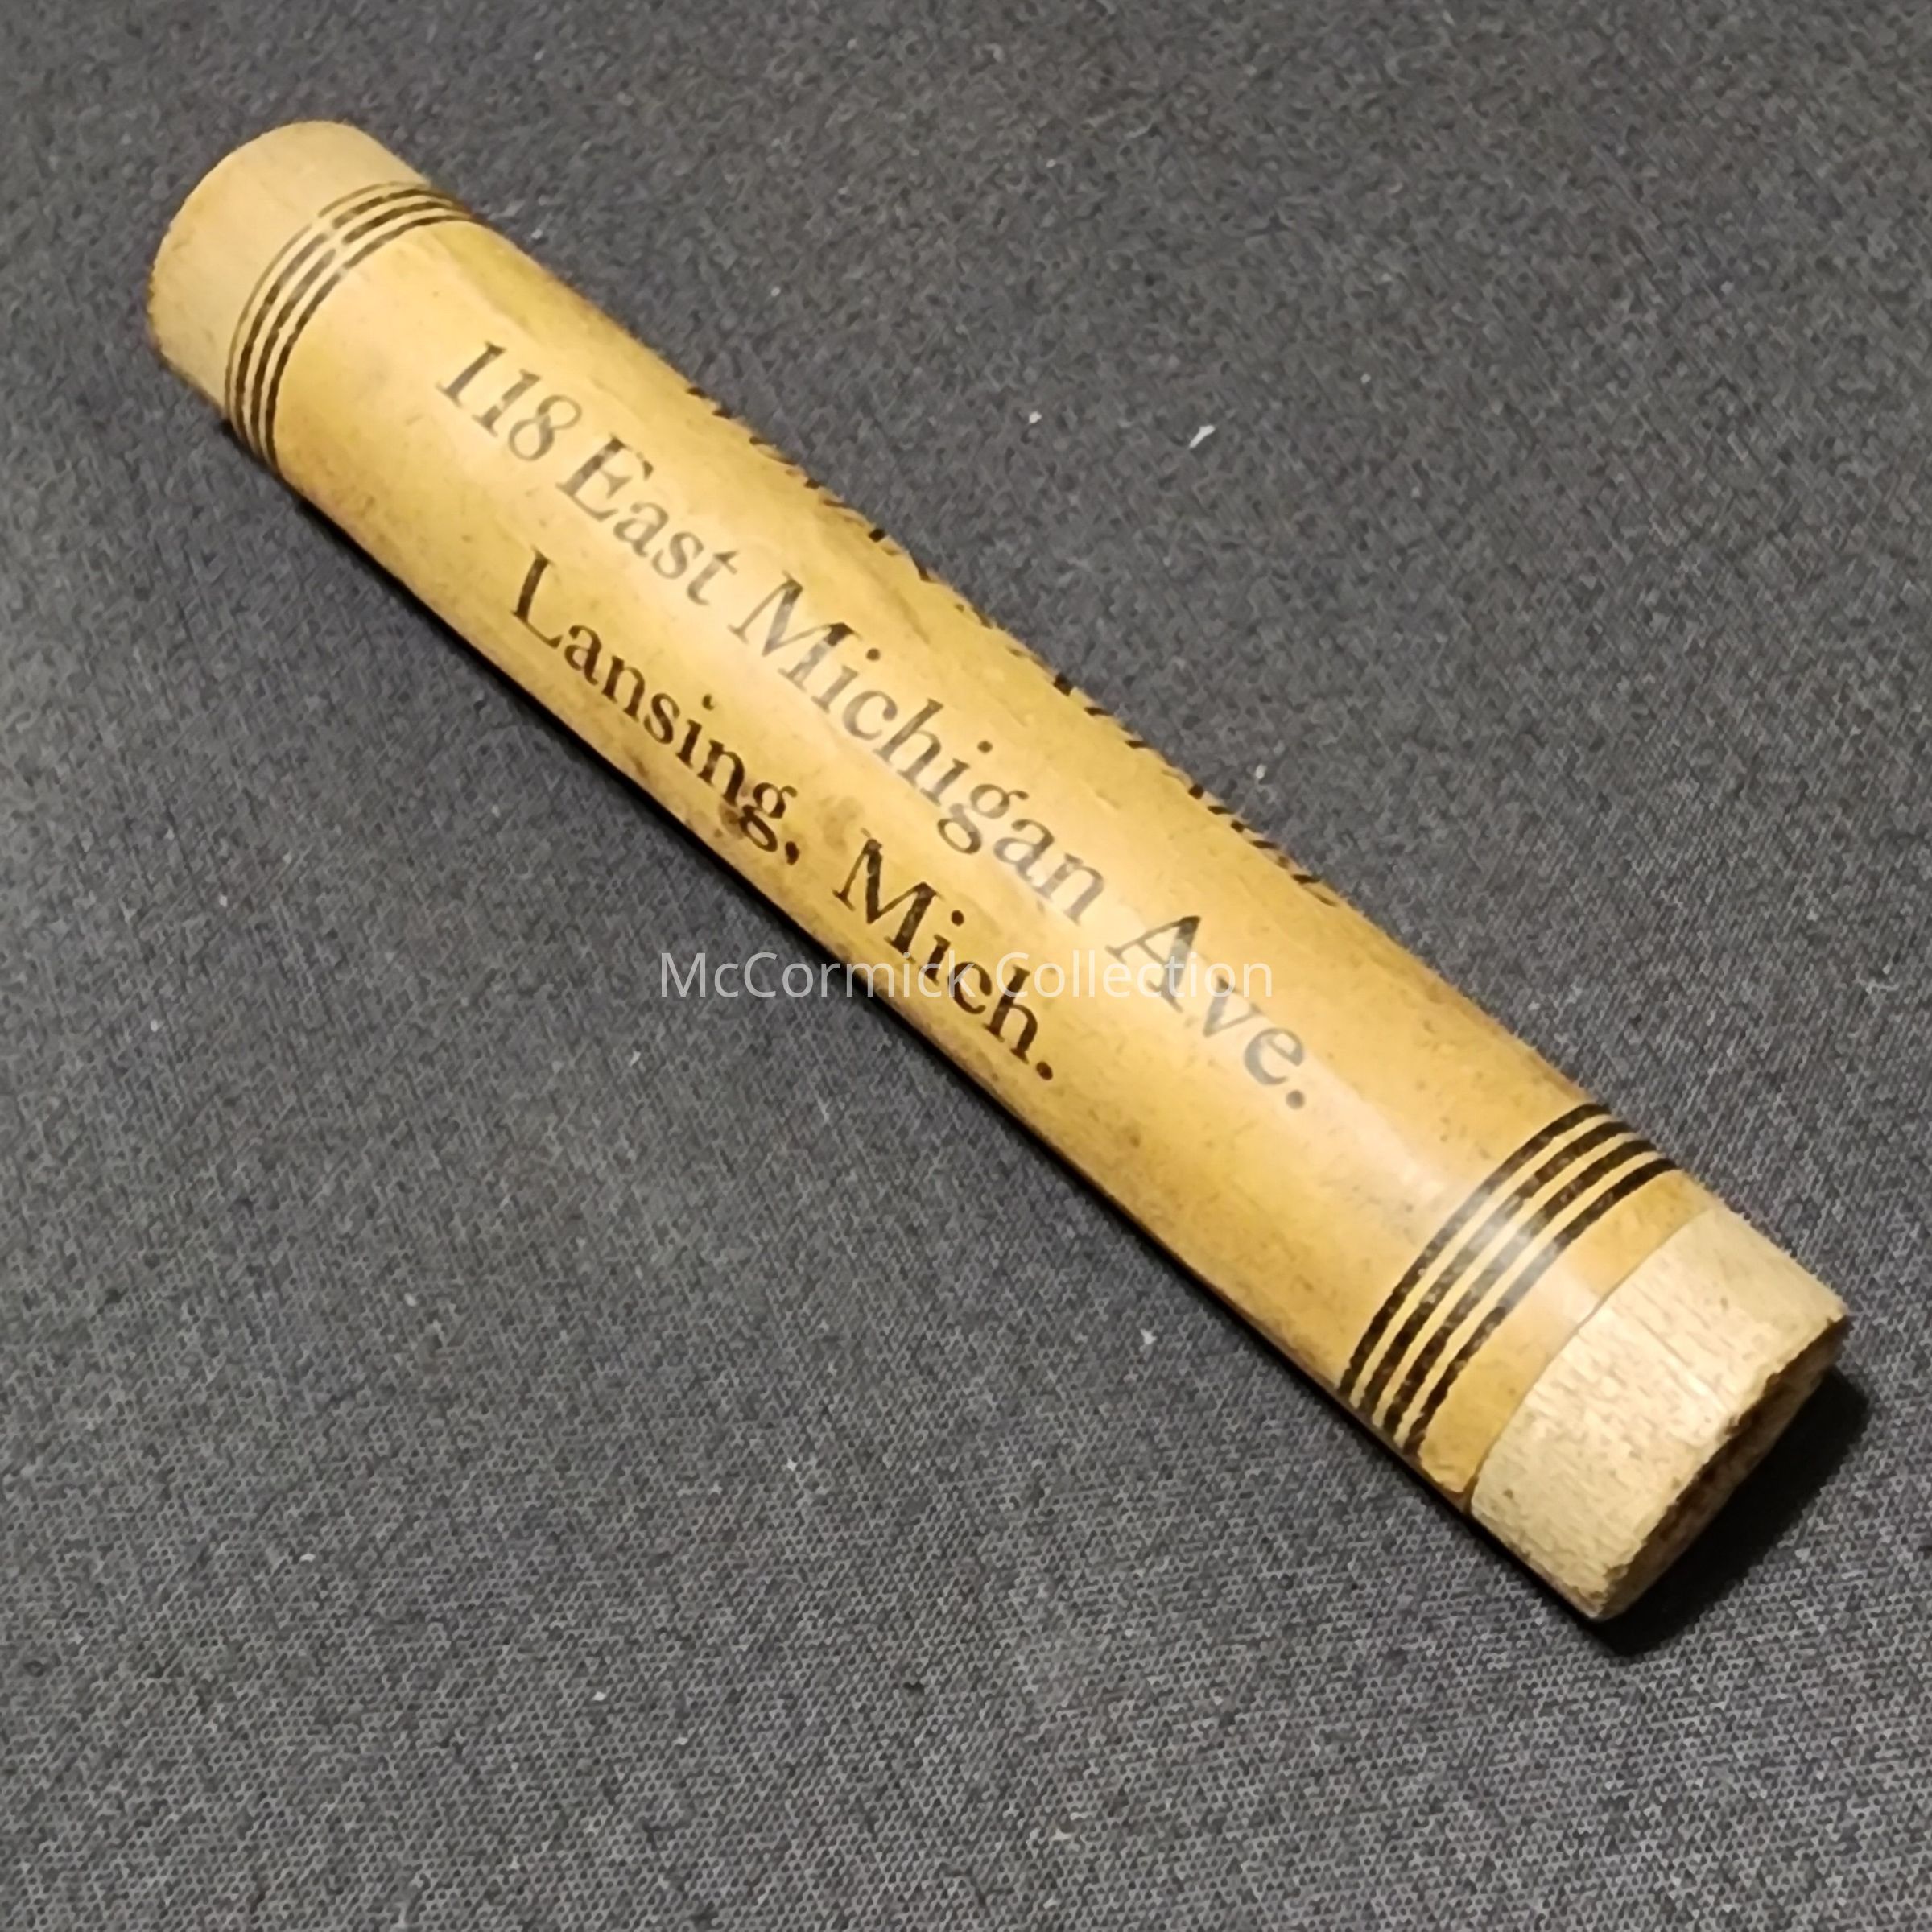 118 East Michigan Ave.
Lansing, Mich.
McCormick Collection